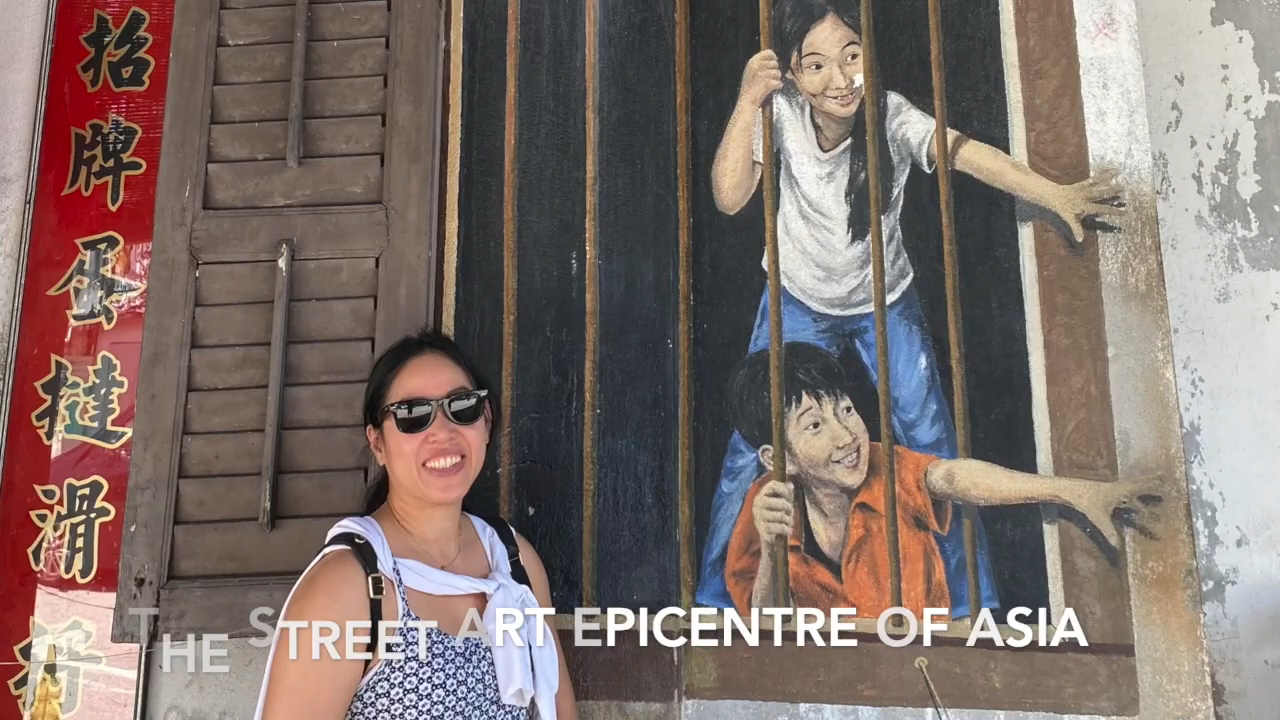 招牌蛋撻滑
THE STREET ART EPICENTRE OF ASIA